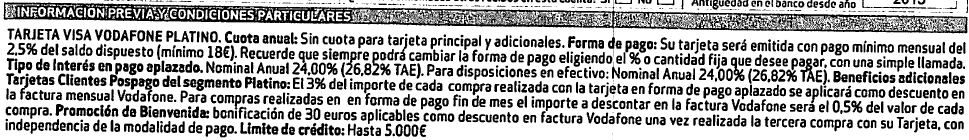 Antigüedad en el banco desde año
INFORMACIÓN PREVIA Y CONDICIONES PARTICULARES
TARJETA VISA VODAFONE PLATINO. Cuota anual: Sin cuota para tarjeta principal y adicionales. Forma de pago: Su tarjeta será emitida con pago mínimo mensual del
2,5% del saldo dispuesto (mínimo 18€). Recuerde que siempre podrá cambiar la forma de pago eligiendo el % o cantidad fija que desee pagar, con una simple llamada.
Tipo de Interés en pago aplazado. Nominal Anual 24,00% (26,82% TAE). Para disposiciones en efectivo: Nominal Anual 24,00% (26,82% TAE). Beneficios adicionales
Tarjetas Clientes Pospago del segmento Platino: El 3% del importe de cada compra realizada con la tarjeta en forma de pago aplazado se aplicará como descuento en
la factura mensual Vodafone. Para compras realizadas en en forma de pago fin de mes el importe a descontar en la factura Vodafone será el 0,5% del valor de cada
compra. Promoción de Bienvenida: bonificación de 30 euros aplicables como descuento en factura Vodafone una vez realizada la tercera compra con su Tarjeta, con
independencia de la modalidad de pago. Límite de crédito: Hasta 5.000€